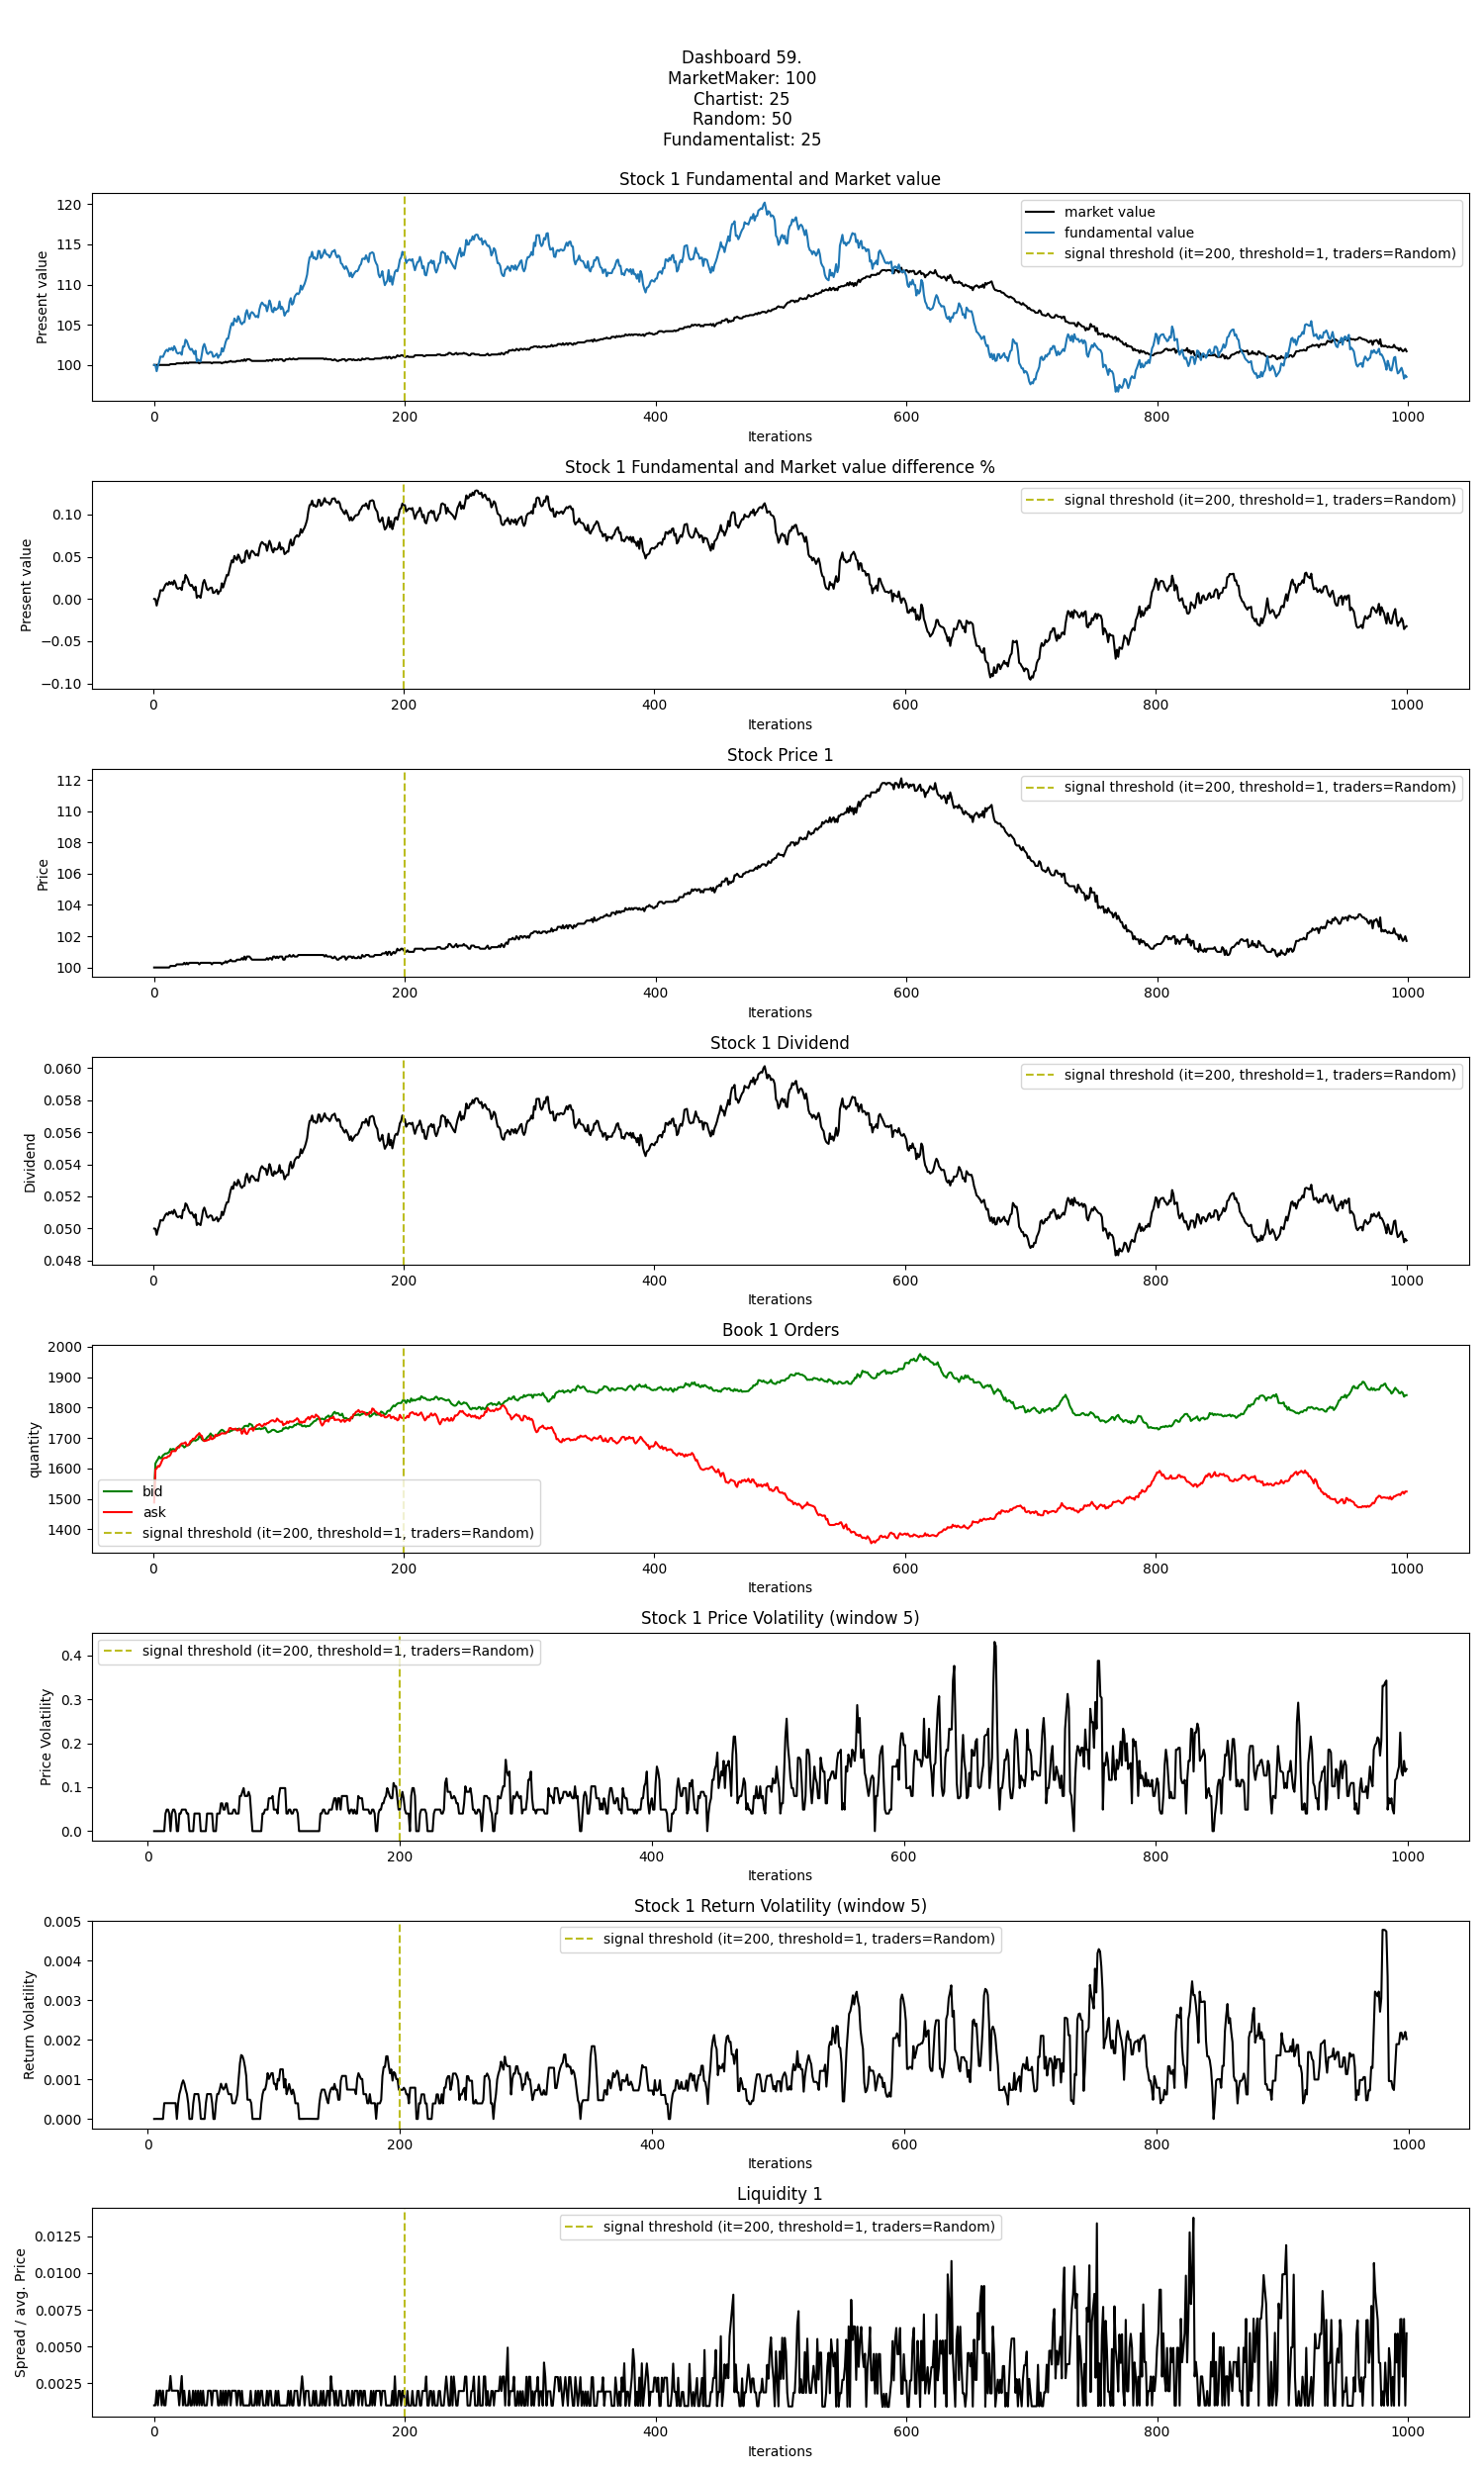 Dashboard 59.
MarketMaker: 100
Chartist: 25
Random: 50
Fundamentalist: 25
Stock 1 Fundamental and Market value
Present value
120
115
110
105
100
market value
fundamental value
signal threshold (it=200, threshold=1, traders=Random)
0 200 400 600 800 1000
Iterations
Stock 1 Fundamental and Market value difference %
Present value
0.10
0.05
0.00
−0.05
−0.10
signal threshold (it=200, threshold=1, traders=Random)
0 200 400 600 800 1000
Iterations
Stock Price 1
Price
112
110
108
106
104
102
100
signal threshold (it=200, threshold=1, traders=Random)
0 200 400 600 800 1000
Iterations
Stock 1 Dividend
Dividend
0.060
0.058
0.056
0.054
0.052
0.050
0.048
signal threshold (it=200, threshold=1, traders=Random)
0 200 400 600 800 1000
Iterations
Book 1 Orders
quantity
2000
1900
1800
1700
1600
1500
1400
bid
ask
signal threshold (it=200, threshold=1, traders=Random)
0 200 400 600 800 1000
Iterations
Stock 1 Price Volatility (window 5)
Price Volatility
0.4
0.3
0.2
0.1
0.0
signal threshold (it=200, threshold=1, traders=Random)
0 200 400 600 800 1000
Iterations
Stock 1 Return Volatility (window 5)
Return Volatility
0.005
0.004
0.003
0.002
0.001
0.000
signal threshold (it=200, threshold=1, traders=Random)
0 200 400 600 800 1000
Iterations
Liquidity 1
Spread / avg. Price
0.0125
0.0100
0.0075
0.0050
0.0025
signal threshold (it=200, threshold=1, traders=Random)
0 200 400 600 800 1000
Iterations